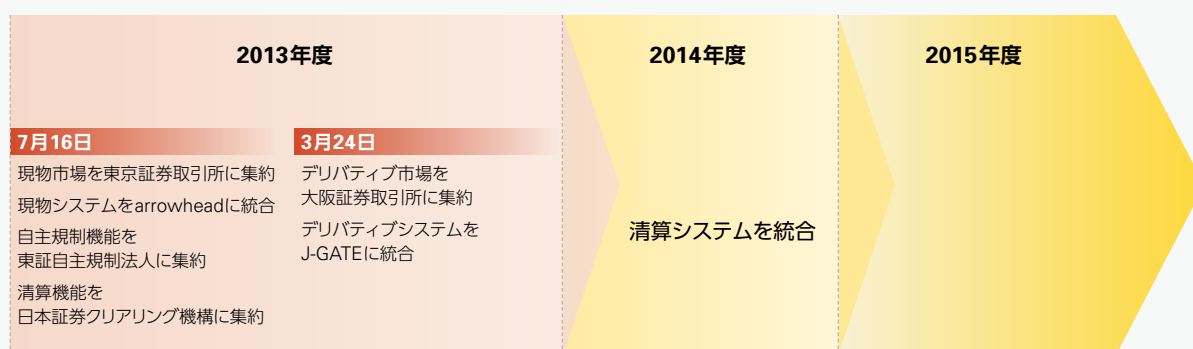 2013年度
7月16日
現物市場を東京証券取引所に集約
現物システムをarrowheadに統合
自主規制機能を
東証自主規制法人に集約
清算機能を
日本証券クリアリング機構に集約
3月24日
デリバティブ市場を
大阪証券取引所に集約
デリバティブシステムを
J-GATEに統合
2014年度
清算システムを統合
2015年度